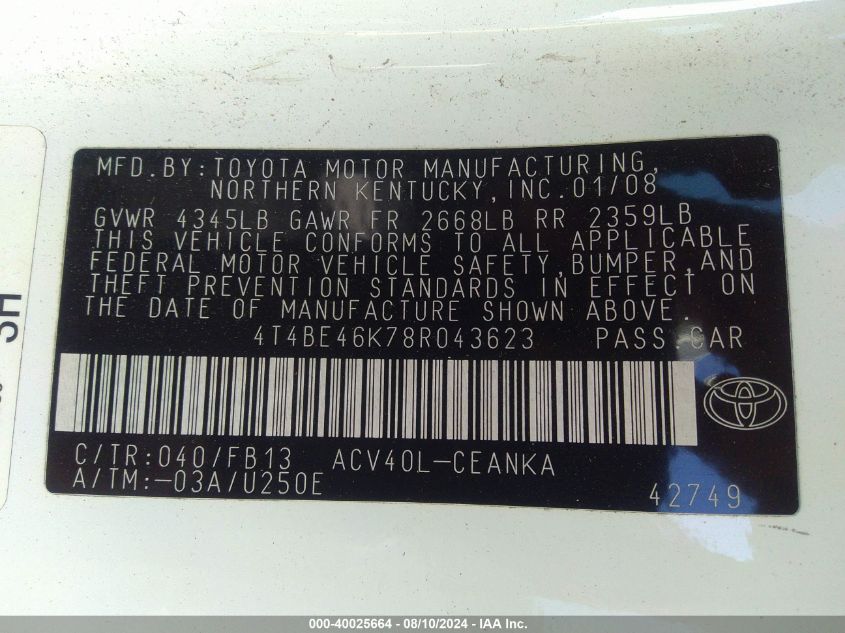 MFD.BY:TOYOTA MOTOR MANUFACTURING,
NORTHERN KENTUCKY,INC.01/08
GVWR 4345LB GAWR FR 2668LB RR 2359LB
THIS VEHICLE CONFORMS TO ALL APPLICABLE
FEDERAL MOTOR VEHICLE SAFETY,BUMPER,AND
THEFT PREVENTION STANDARDS IN EFFECT ON
THE DATE OF MANUFACTURE SHOWN ABOVE.
4T4BE46K78R043623 PASS CAR
C/TR:040/FB13 ACV40L-CEANKA
A/TM:-03A/U250E
42749
000-40025664 - 08/10/2024 - IAA Inc.